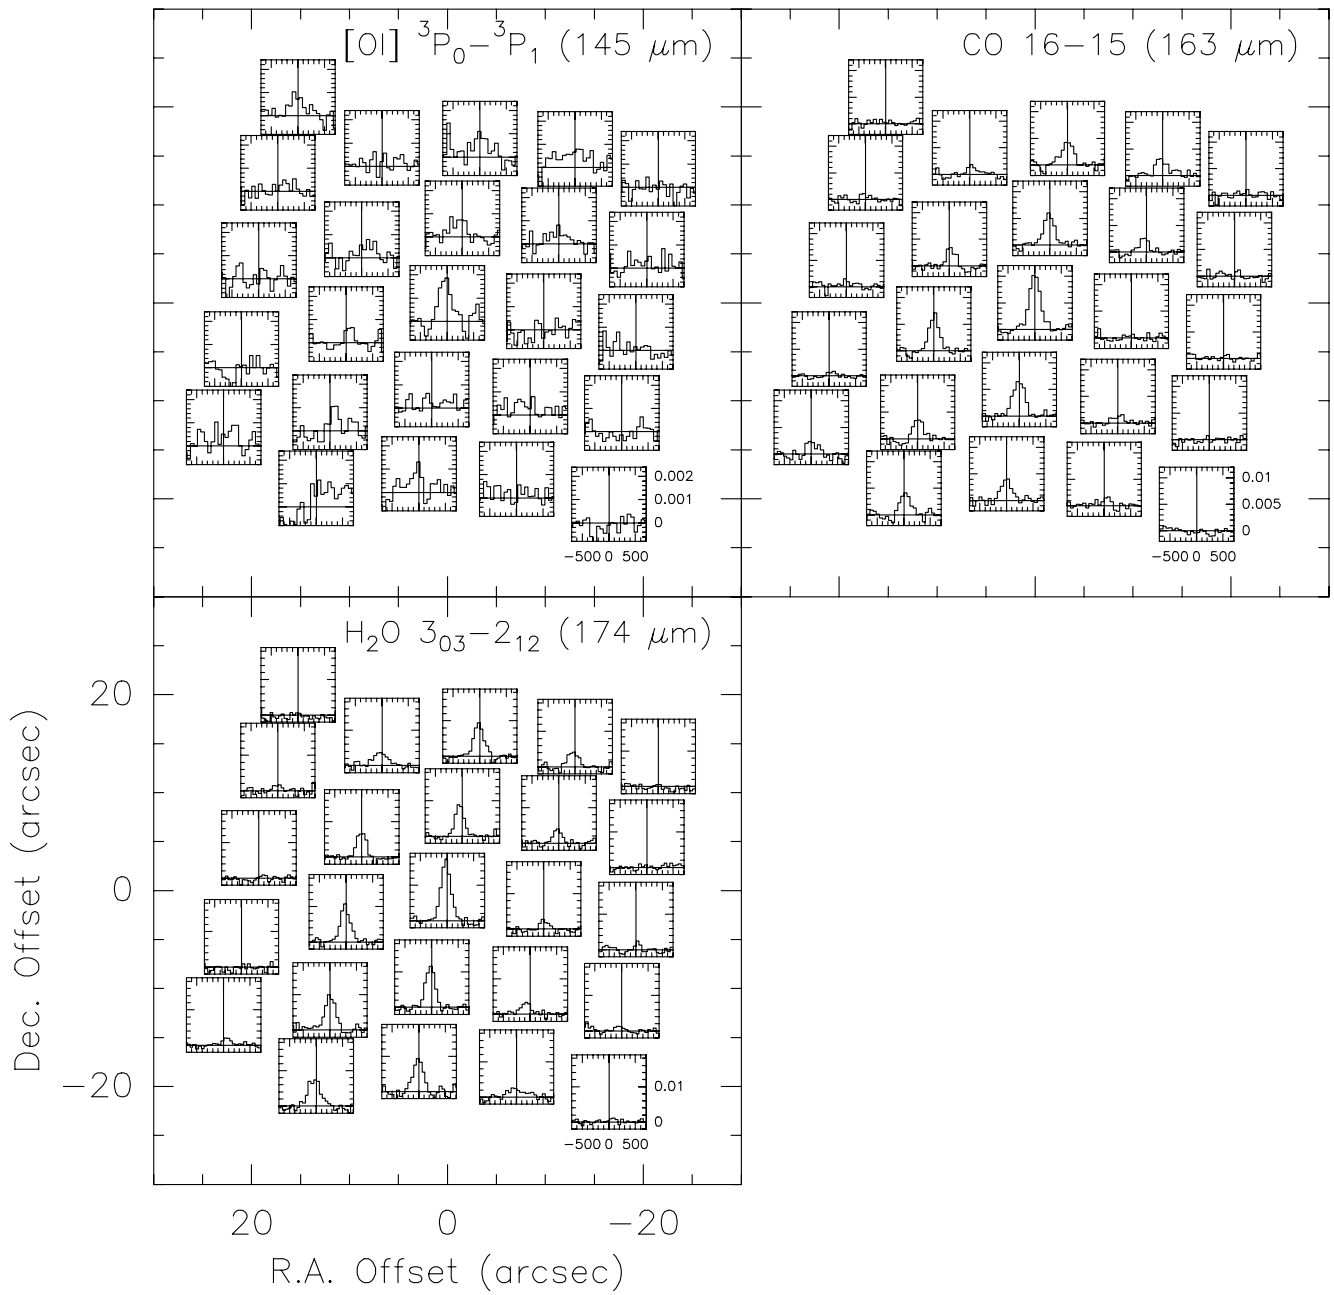 [OI] ³P₀−³P₁ (145 μm)
CO 16−15 (163 μm)
0.002
0.001
0
−500 0 500
0.01
0.005
0
−500 0 500
H₂O 3₀₃−2₁₂ (174 μm)
20
0
−20
Dec. Offset (arcsec)
0.01
0
−500 0 500
20 0 −20
R.A. Offset (arcsec)